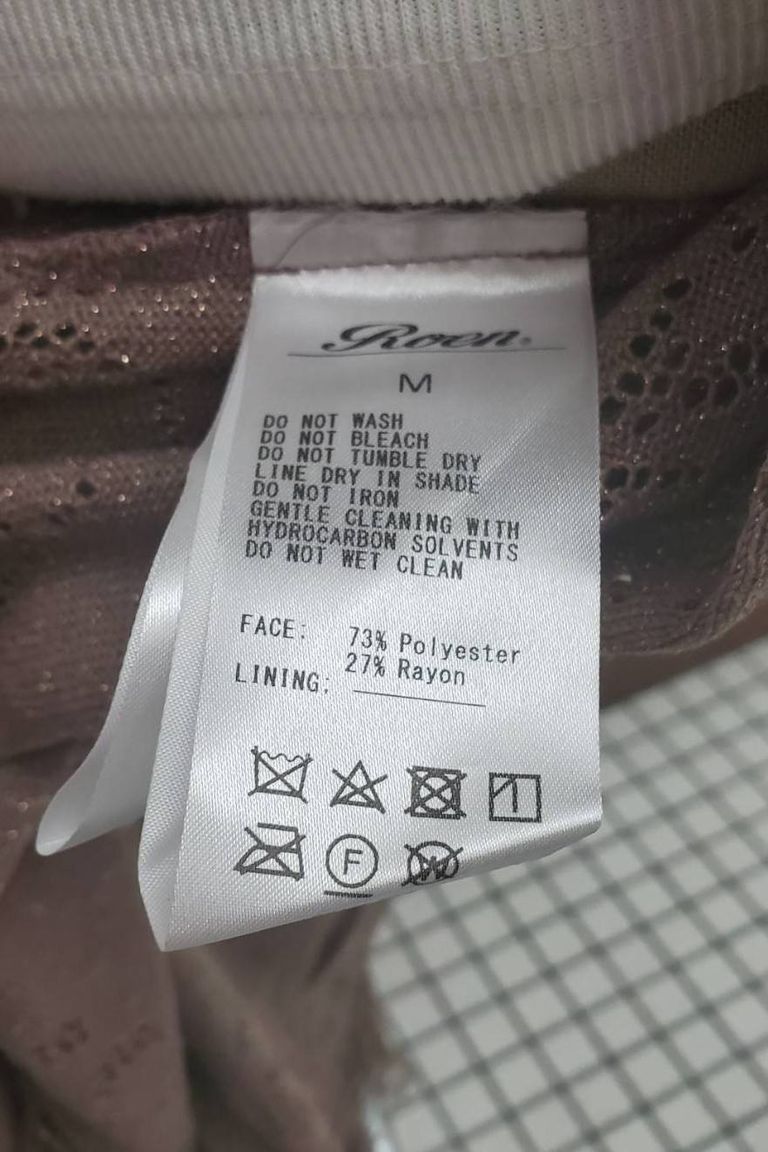 Roen.
M
DO NOT WASH
DO NOT BLEACH
DO NOT TUMBLE DRY
LINE DRY IN SHADE
DO NOT IRON
GENTLE CLEANING WITH
HYDROCARBON SOLVENTS
DO NOT WET CLEAN
FACE: 73% Polyester
27% Rayon
LINING:
F W